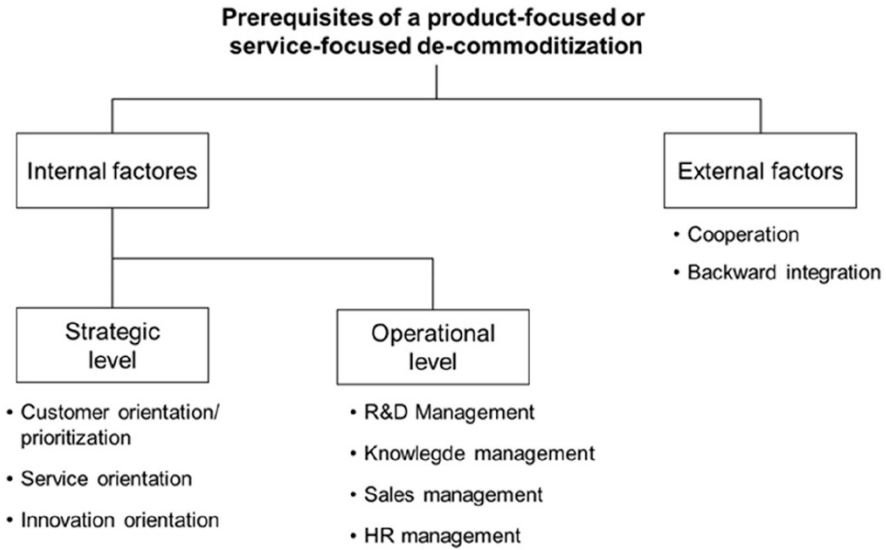 Prerequisites of a product-focused or
service-focused de-commoditization
Internal factores
External factors
• Cooperation
• Backward integration
Strategic
level
Operational
level
• Customer orientation/
prioritization
• Service orientation
• Innovation orientation
• R&D Management
• Knowlegde management
• Sales management
• HR management